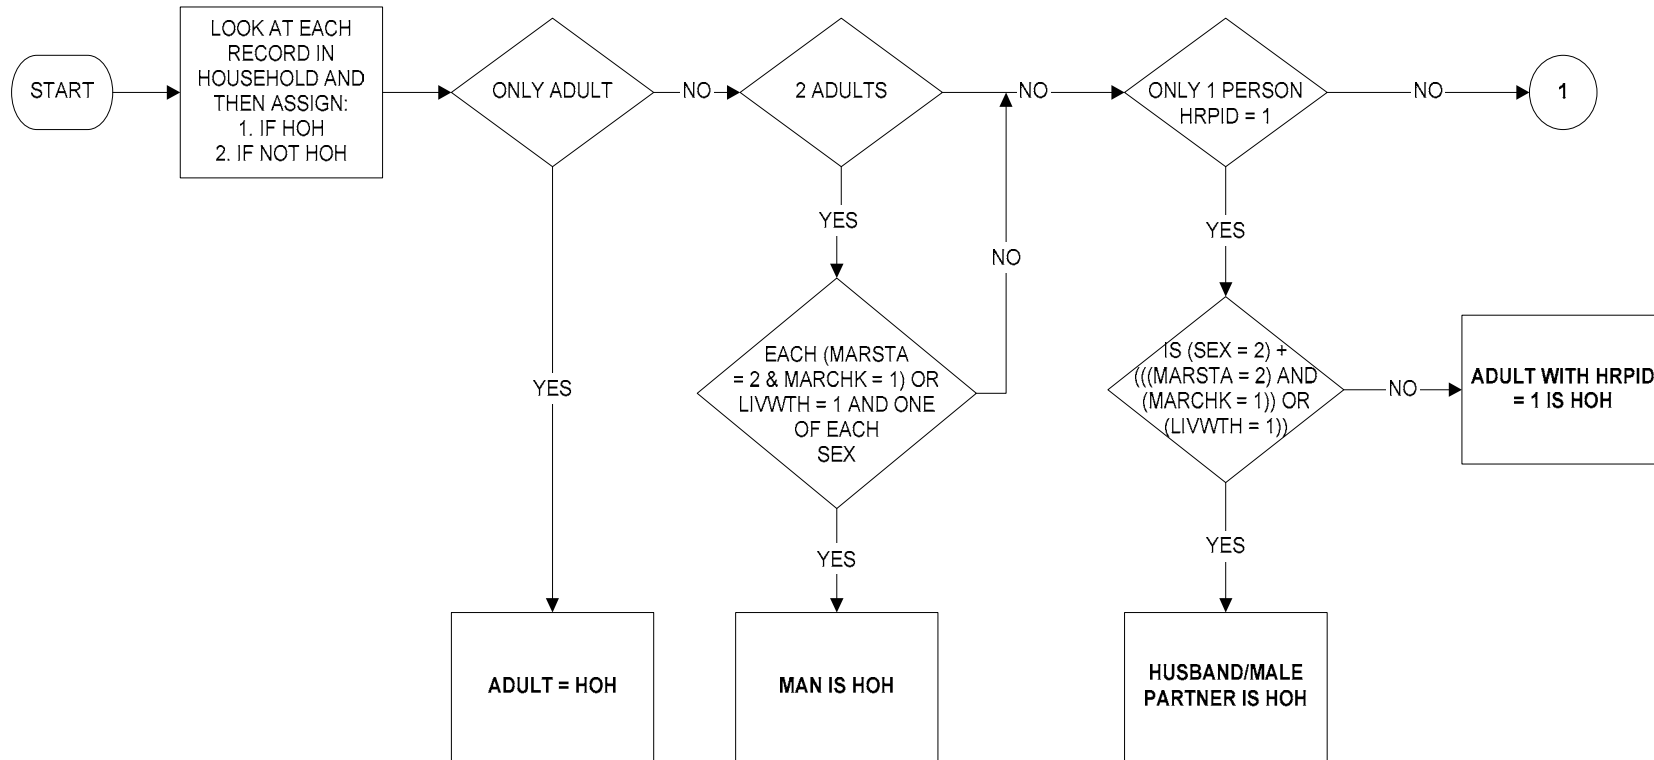 START
LOOK AT EACH
RECORD IN
HOUSEHOLD AND
THEN ASSIGN:
1. IF HOH
2. IF NOT HOH
ONLY ADULT
NO
2 ADULTS
NO
ONLY 1 PERSON
HRPID = 1
NO
1
YES
YES
NO
YES
EACH (MARSTA
= 2 & MARCHK = 1) OR
LIVWTH = 1 AND ONE
OF EACH
SEX
IS (SEX = 2) +
(((MARSTA = 2) AND
(MARCHK = 1)) OR
(LIVWTH = 1))
NO
ADULT WITH HRPID
= 1 IS HOH
YES
YES
ADULT = HOH
MAN IS HOH
HUSBAND/MALE
PARTNER IS HOH